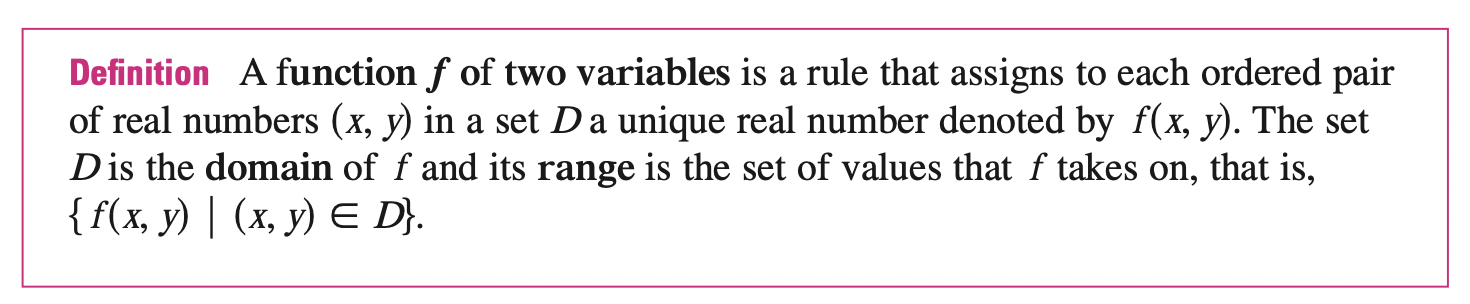 Definition A function f of two variables is a rule that assigns to each ordered pair
of real numbers (x, y) in a set D a unique real number denoted by f(x, y). The set
D is the domain of f and its range is the set of values that f takes on, that is,
{f(x, y) | (x, y) ∈ D}.